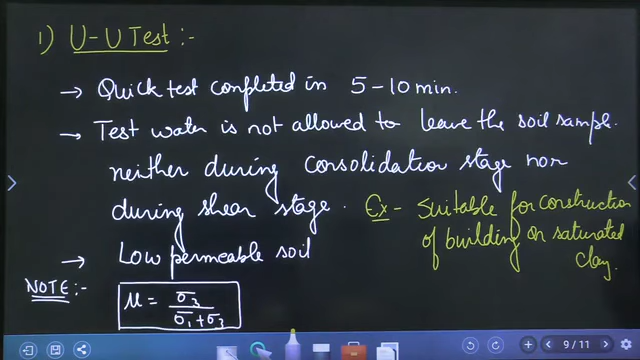 1) U-U Test :-
→ Quick test completed in 5-10 min.
→ Test water is not allowed to leave the soil sample.
neither during consolidation stage nor
during shear stage.
Ex - Suitable for construction
of building on saturated
clay.
→ Low permeable soil
NOTE :-
μ = σ3 / σ1+σ3
9 / 11